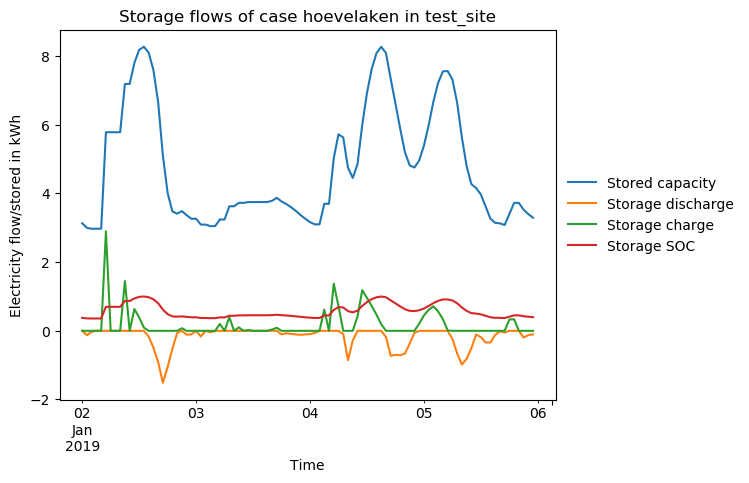 Storage flows of case hoevelaken in test_site
Electricity flow/stored in kWh
8
6
4
2
0
−2
02
03
04
05
06
Jan
2019
Time
Stored capacity
Storage discharge
Storage charge
Storage SOC